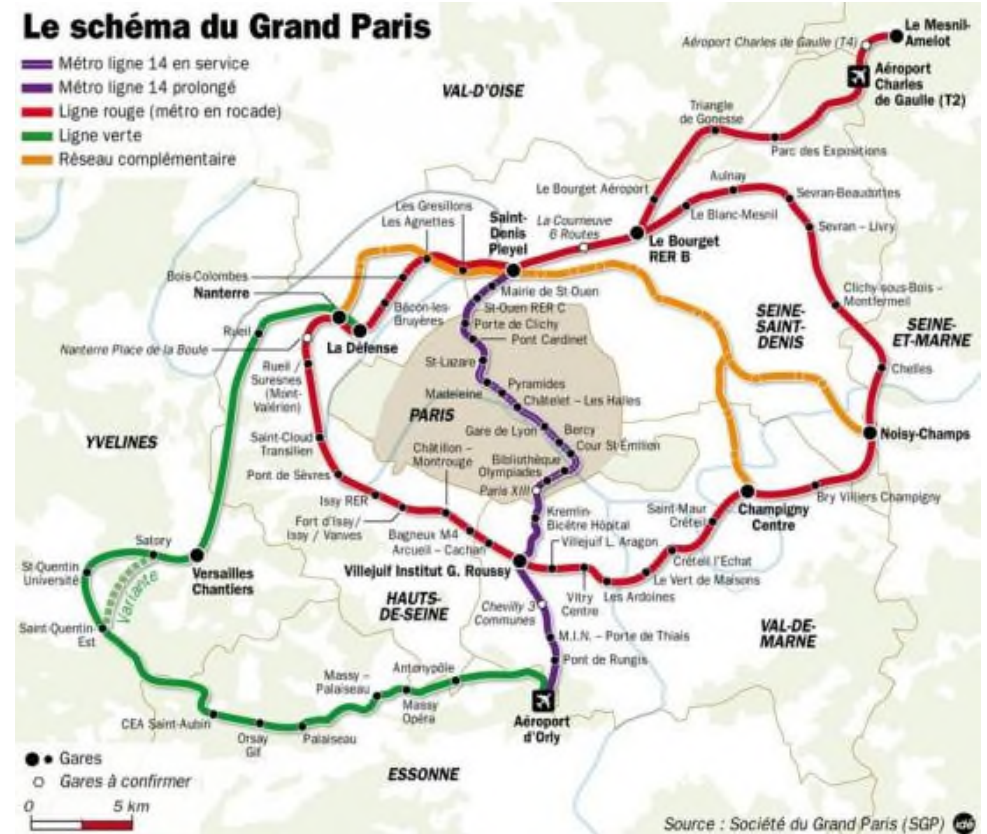 Le schéma du Grand Paris
Métro ligne 14 en service
Métro ligne 14 prolongé
Ligne rouge (métro en rocade)
Ligne verte
Réseau complémentaire
VAL-D'OISE
Aéroport Charles de Gaulle (T4)
Le Mesnil-
Amelot
Aéroport
Charles
de Gaulle (T2)
Triangle
de Gonesse
Parc des Expositions
Le Bourget Aéroport
Aulnay
Sevran-Beaudottes
Le Blanc-Mesnil
Sevran – Livry
La Courneuve
6 Routes
Le Bourget
RER B
Les Gresillons
Les Agnettes
Saint-
Denis
Pleyel
Bois-Colombes
Nanterre
Bécon-les-
Bruyères
Mairie de St-Ouen
St-Ouen RER C
Porte de Clichy
Pont Cardinet
Clichy-sous-Bois –
Montfermeil
SEINE-
SAINT-
DENIS
SEINE-
ET-MARNE
Rueil
La Défense
Nanterre Place de la Boule
Rueil /
Suresnes
(Mont-
Valérien)
St-Lazare
Madeleine
Pyramides
Châtelet – Les Halles
PARIS
Gare de Lyon
Bercy
Cour St-Émilion
Chelles
YVELINES
Saint-Cloud
Transilien
Châtillon –
Montrouge
Bibliothèque
Olympiades
Noisy-Champs
Pont de Sèvres
Paris XIII
Issy RER
Fort d'Issy/
Issy / Vanves
Bagneux M4
Arcueil – Cachan
Kremlin-
Bicêtre Hôpital
Saint-Maur
Créteil
Champigny
Centre
Bry Villiers Champigny
Villejuif L. Aragon
Créteil l'Echat
Villejuif Institut G. Roussy
Le Vert de Maisons
Les Ardoines
Vitry
Centre
Satory
St-Quentin
Université
Variante
Versailles
Chantiers
HAUTS-
DE-SEINE
Chevilly 3
Communes
Saint-Quentin-
Est
M.I.N. – Porte de Thiais
Pont de Rungis
VAL-DE-
MARNE
Massy –
Palaiseau
Antonypôle
Massy
Opéra
CEA Saint-Aubin
Orsay
Gif
Palaiseau
Aéroport
d'Orly
ESSONNE
Gares
Gares à confirmer
0 5 km
Source : Société du Grand Paris (SGP)
idé